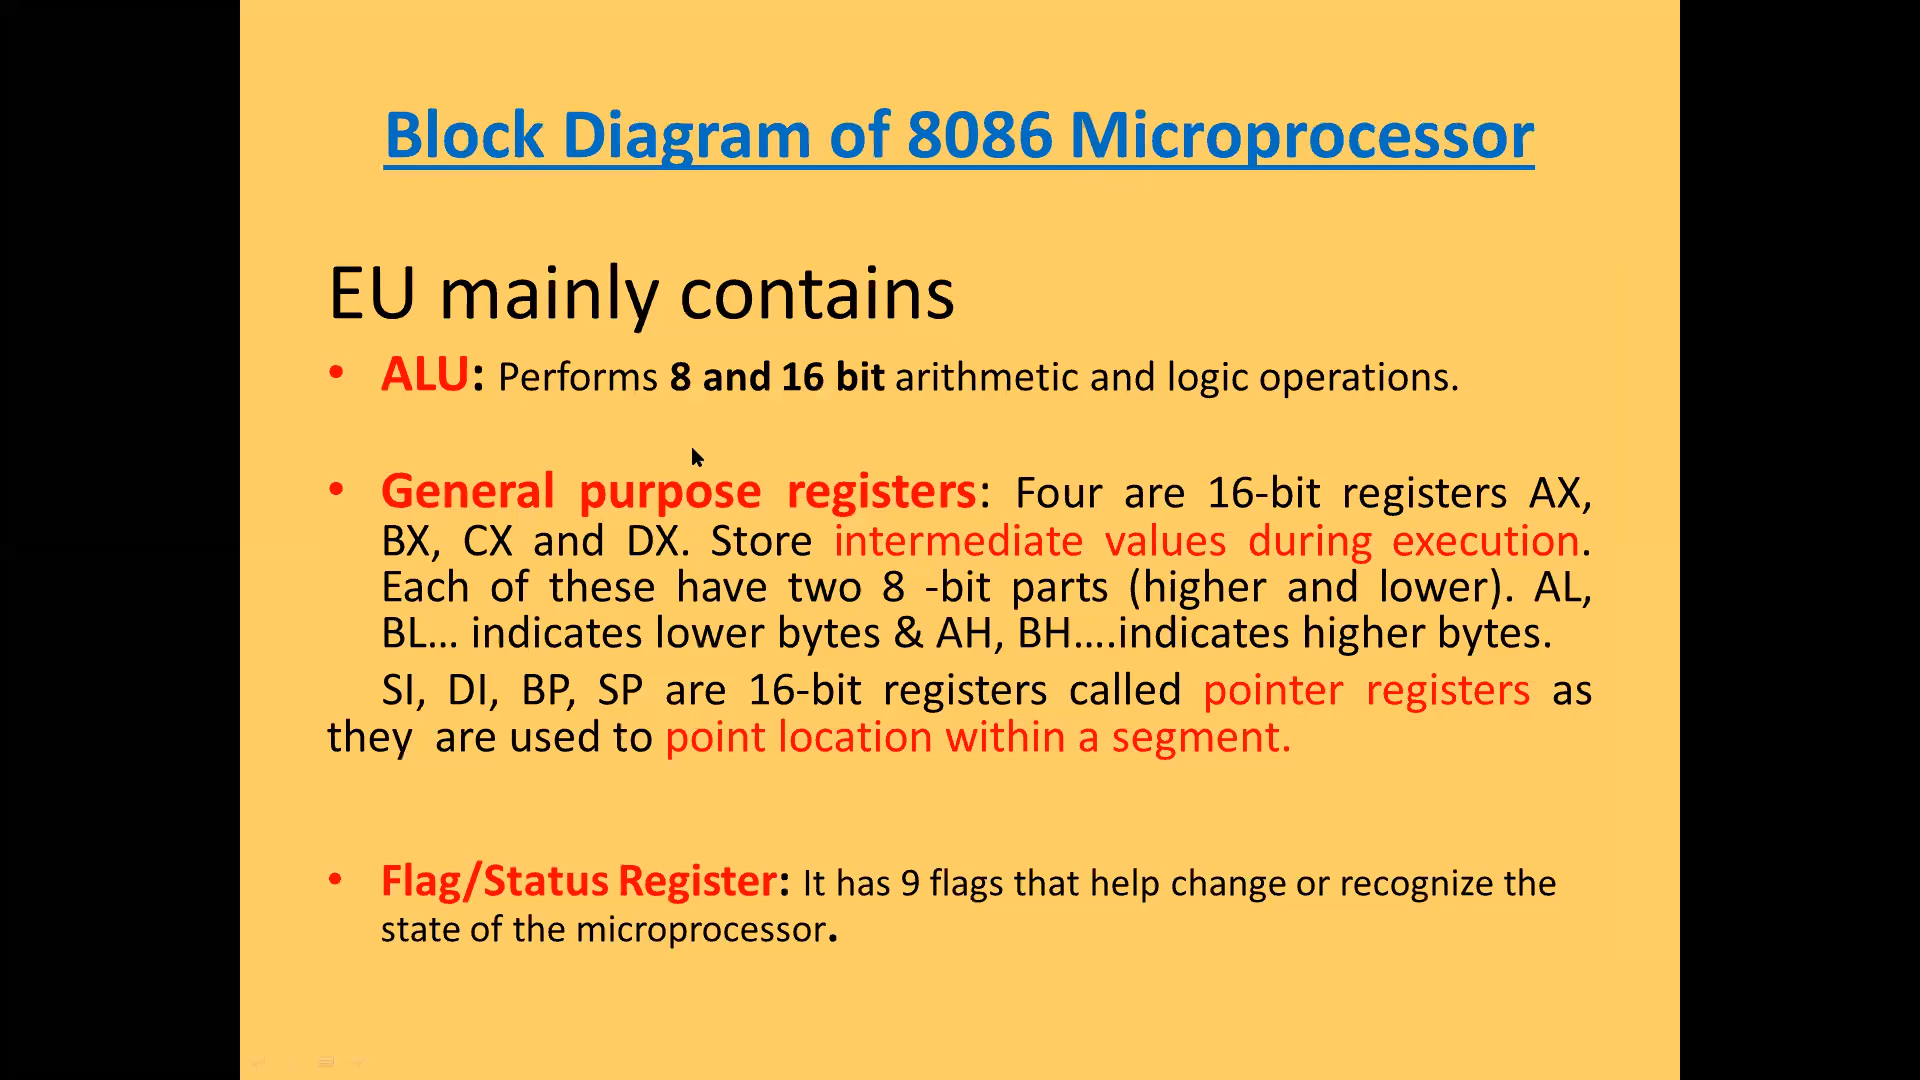 Block Diagram of 8086 Microprocessor
EU mainly contains
• ALU: Performs 8 and 16 bit arithmetic and logic operations.
• General purpose registers: Four are 16-bit registers AX,
BX, CX and DX. Store intermediate values during execution.
Each of these have two 8 -bit parts (higher and lower). AL,
BL... indicates lower bytes & AH, BH....indicates higher bytes.
SI, DI, BP, SP are 16-bit registers called pointer registers as
they are used to point location within a segment.
• Flag/Status Register: It has 9 flags that help change or recognize the
state of the microprocessor.